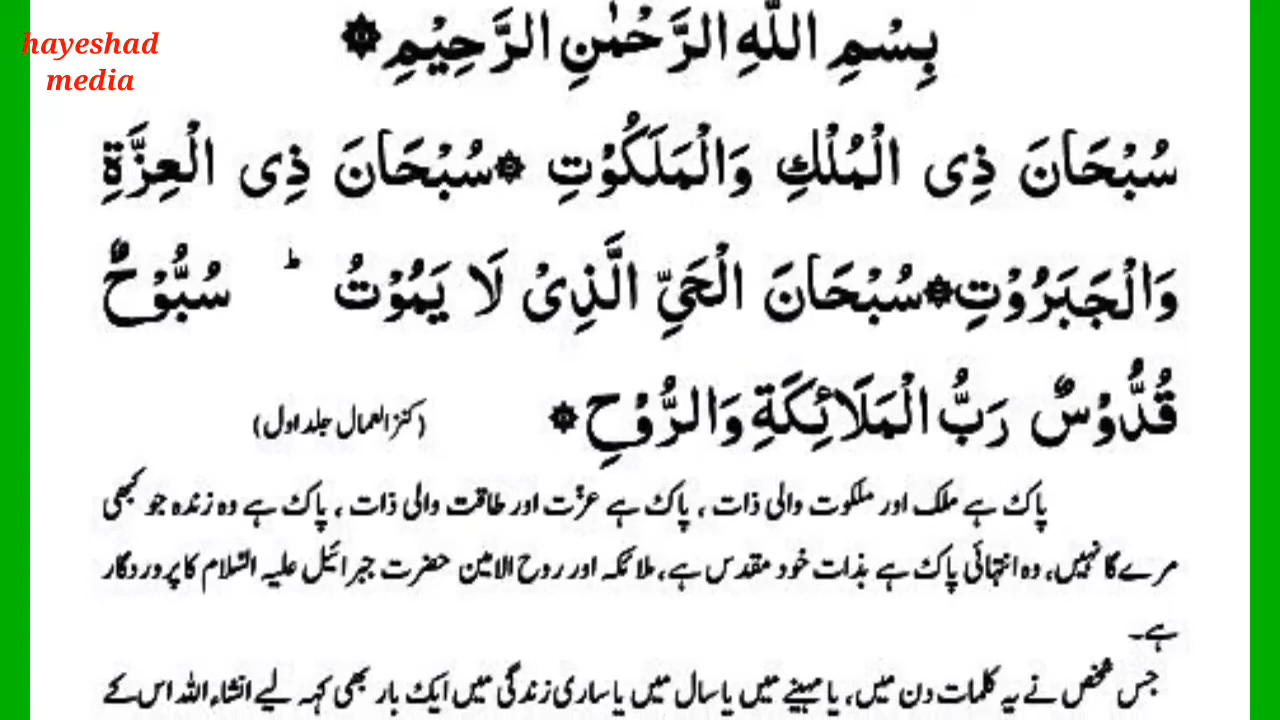 hayeshad
media
بِسْمِ اللّٰهِ الرَّحْمٰنِ الرَّحِيْمِ
سُبْحَانَ ذِى الْمُلْكِ وَالْمَلَكُوْتِ سُبْحَانَ ذِى الْعِزَّةِ
وَالْجَبَرُوْتِ سُبْحَانَ الْحَيِّ الَّذِىْ لَا يَمُوْتُ ؕ سُبُّوْحٌ
قُدُّوْسٌ رَبُّ الْمَلَائِكَةِ وَالرُّوْحِ (کنز العمال جلد اول)
پاک ہے ملک اور ملکوت والی ذات ، پاک ہے عزّت اور طاقت والی ذات ، پاک ہے وہ زندہ جو کبھی
مرے گا نہیں، وہ انتہائی پاک ہے بذات خود مقدس ہے، ملائکہ اور روح الامین حضرت جبرائیل علیہ السّلام کا پروردگار
ہے۔
جس شخص نے یہ کلمات دن میں، یا مہینے میں یا سال میں یا ساری زندگی میں ایک بار بھی کہہ لیے انشاء اللہ اس کے